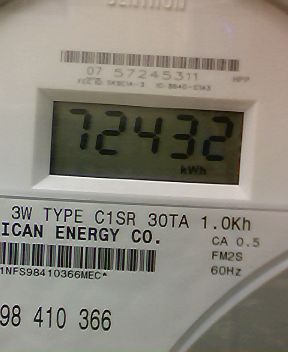 07 57245311 HPP
72432
kWh
3W TYPE C1SR 30TA 1.0Kh
ICAN ENERGY CO.
CA 0.5
FM2S
1NFS98410366MEC*
60Hz
98 410 366